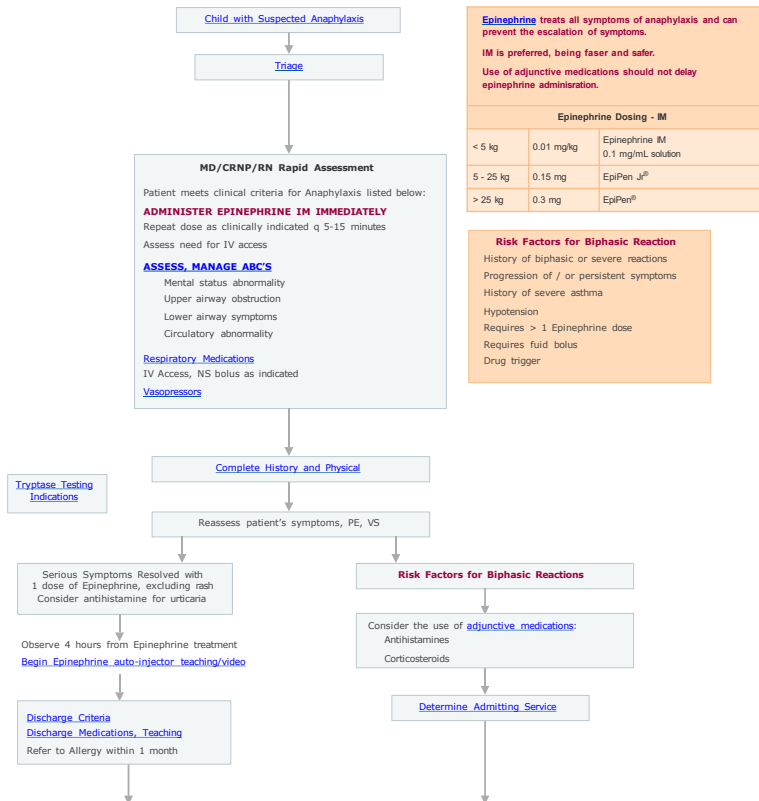 Child with Suspected Anaphylaxis
Triage
Epinephrine treats all symptoms of anaphylaxis and can
prevent the escalation of symptoms.
IM is preferred, being faser and safer.
Use of adjunctive medications should not delay
epinephrine adminisration.
Epinephrine Dosing - IM
< 5 kg 0.01 mg/kg Epinephrine IM
0.1 mg/mL solution
5 - 25 kg 0.15 mg EpiPen Jr®
> 25 kg 0.3 mg EpiPen®
MD/CRNP/RN Rapid Assessment
Patient meets clinical criteria for Anaphylaxis listed below:
ADMINISTER EPINEPHRINE IM IMMEDIATELY
Repeat dose as clinically indicated q 5-15 minutes
Assess need for IV access
ASSESS, MANAGE ABC'S
Mental status abnormality
Upper airway obstruction
Lower airway symptoms
Circulatory abnormality
Respiratory Medications
IV Access, NS bolus as indicated
Vasopressors
Risk Factors for Biphasic Reaction
History of biphasic or severe reactions
Progression of / or persistent symptoms
History of severe asthma
Hypotension
Requires > 1 Epinephrine dose
Requires fuid bolus
Drug trigger
Complete History and Physical
Tryptase Testing
Indications
Reassess patient's symptoms, PE, VS
Serious Symptoms Resolved with
1 dose of Epinephrine, excluding rash
Consider antihistamine for urticaria
Observe 4 hours from Epinephrine treatment
Begin Epinephrine auto-injector teaching/video
Discharge Criteria
Discharge Medications, Teaching
Refer to Allergy within 1 month
Risk Factors for Biphasic Reactions
Consider the use of adjunctive medications:
Antihistamines
Corticosteroids
Determine Admitting Service